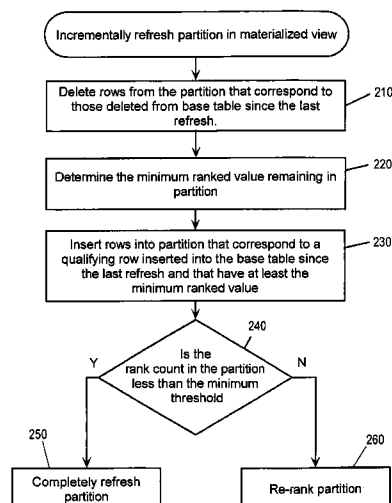 Incrementally refresh partition in materialized view
210
Delete rows from the partition that correspond to
those deleted from base table since the last
refresh.
220
Determine the minimum ranked value remaining in
partition
230
Insert rows into partition that correspond to a
qualifying row inserted into the base table since
the last refresh and that have at least the
minimum ranked value
240
Y
Is the
N
rank count in the partition
less than the minimum
threshold
250
260
Completely refresh
partition
Re-rank partition